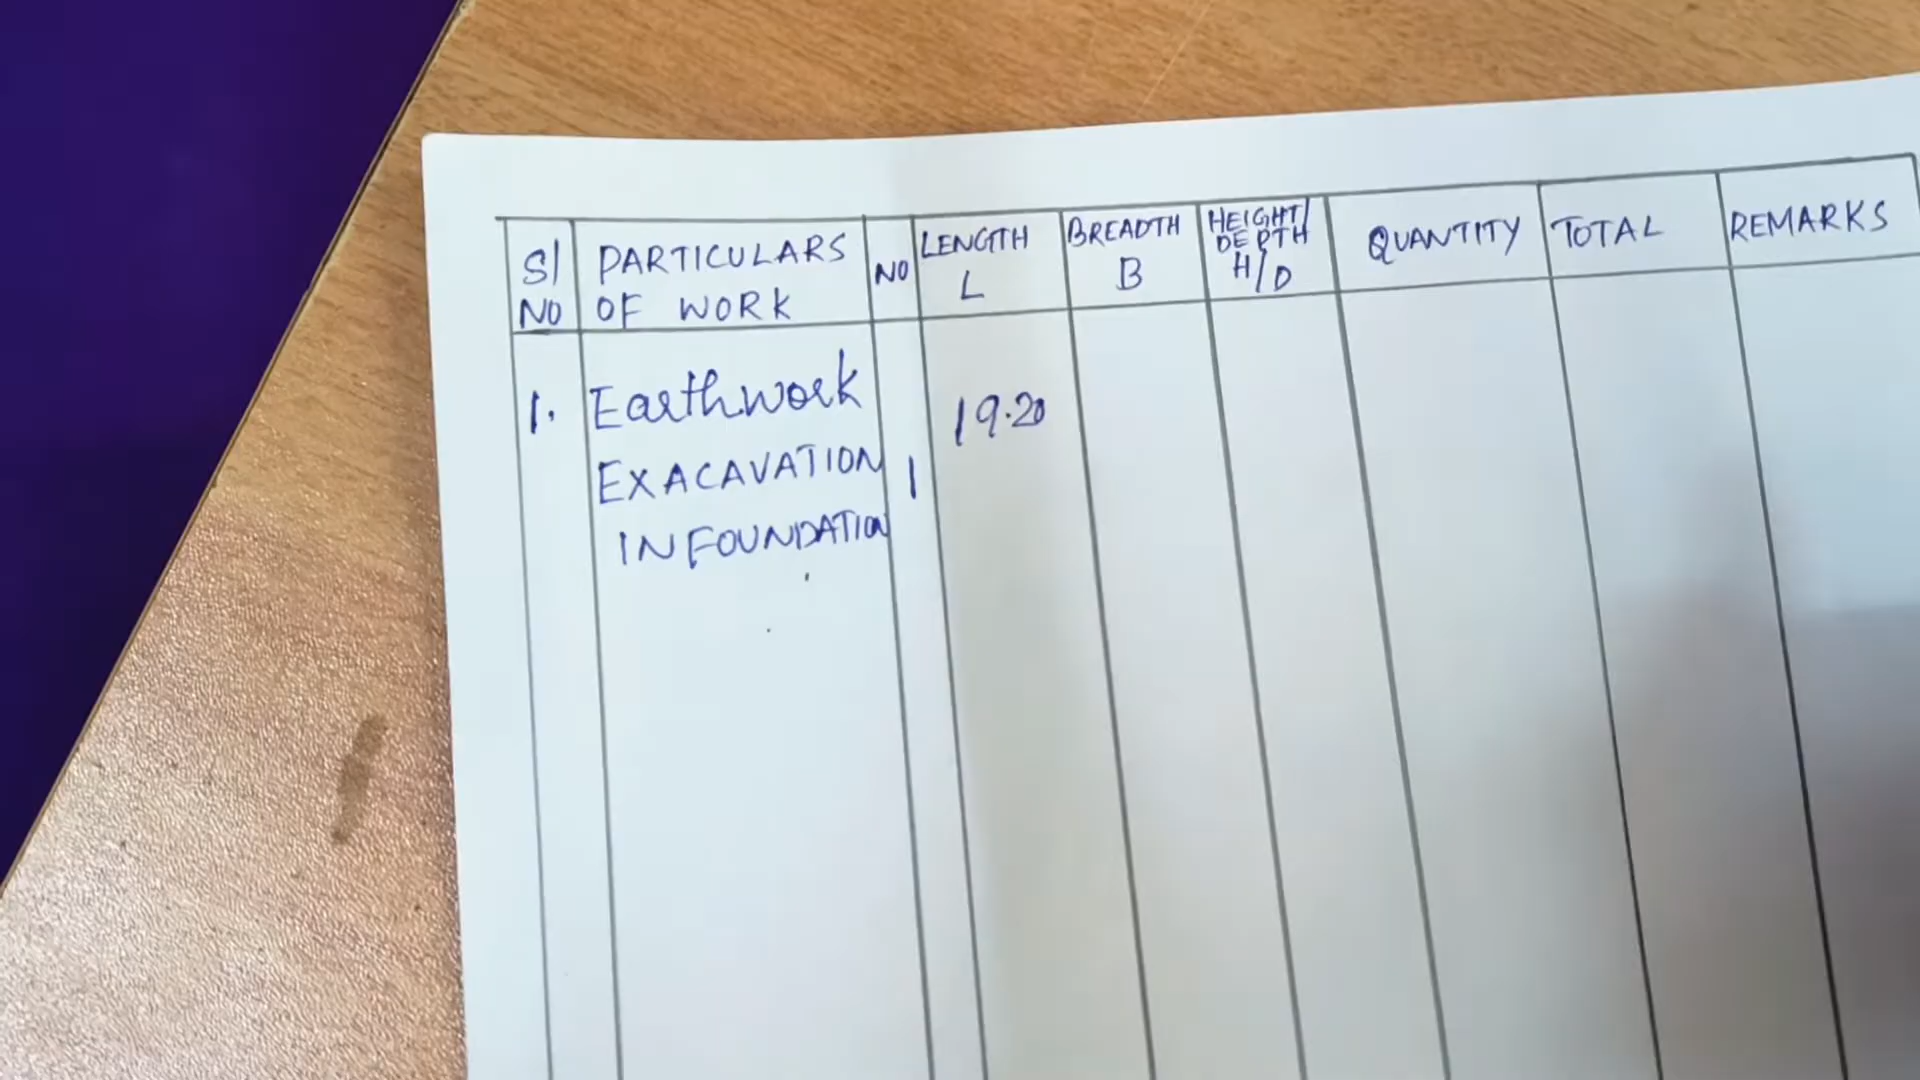 Sl NO
PARTICULARS OF WORK
NO
LENGTH L
BREADTH B
HEIGHT/ DEPTH H/D
QUANTITY
TOTAL
REMARKS
1.
Earthwork
EXACAVATION
IN FOUNDATION
1
19.20